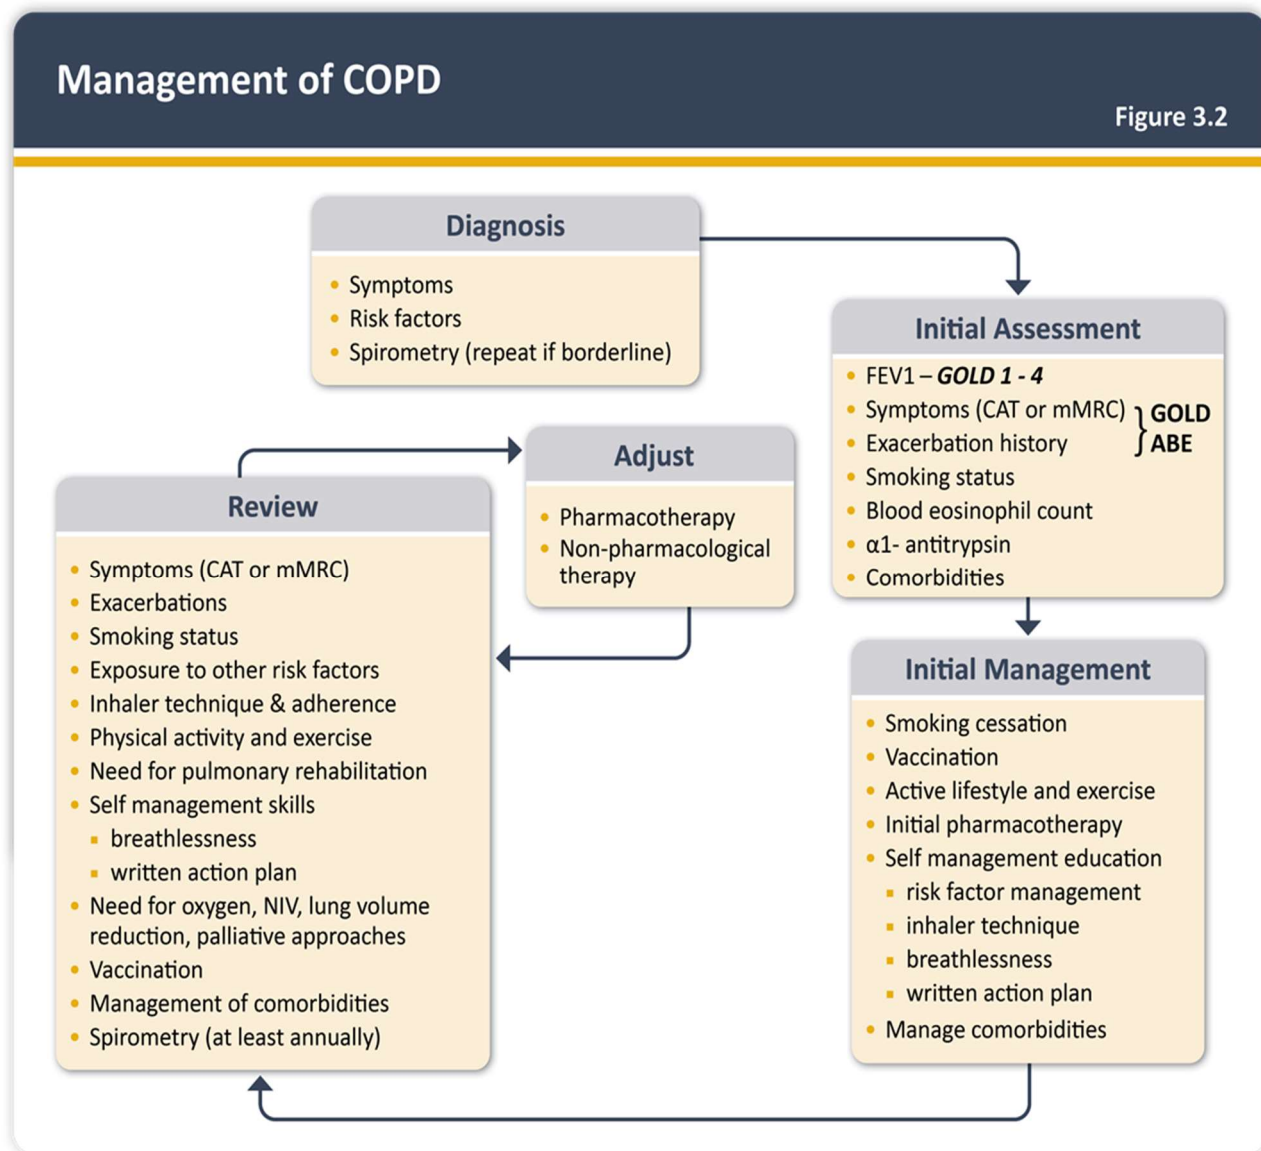 Management of COPD
Figure 3.2
Diagnosis
• Symptoms
• Risk factors
• Spirometry (repeat if borderline)
Initial Assessment
• FEV1 – GOLD 1 - 4
• Symptoms (CAT or mMRC)
• Exacerbation history
} GOLD
ABE
• Smoking status
• Blood eosinophil count
• α1- antitrypsin
• Comorbidities
Initial Management
• Smoking cessation
• Vaccination
• Active lifestyle and exercise
• Initial pharmacotherapy
• Self management education
▪ risk factor management
▪ inhaler technique
▪ breathlessness
▪ written action plan
• Manage comorbidities
Review
• Symptoms (CAT or mMRC)
• Exacerbations
• Smoking status
• Exposure to other risk factors
• Inhaler technique & adherence
• Physical activity and exercise
• Need for pulmonary rehabilitation
• Self management skills
▪ breathlessness
▪ written action plan
• Need for oxygen, NIV, lung volume
reduction, palliative approaches
• Vaccination
• Management of comorbidities
• Spirometry (at least annually)
Adjust
• Pharmacotherapy
• Non-pharmacological
therapy